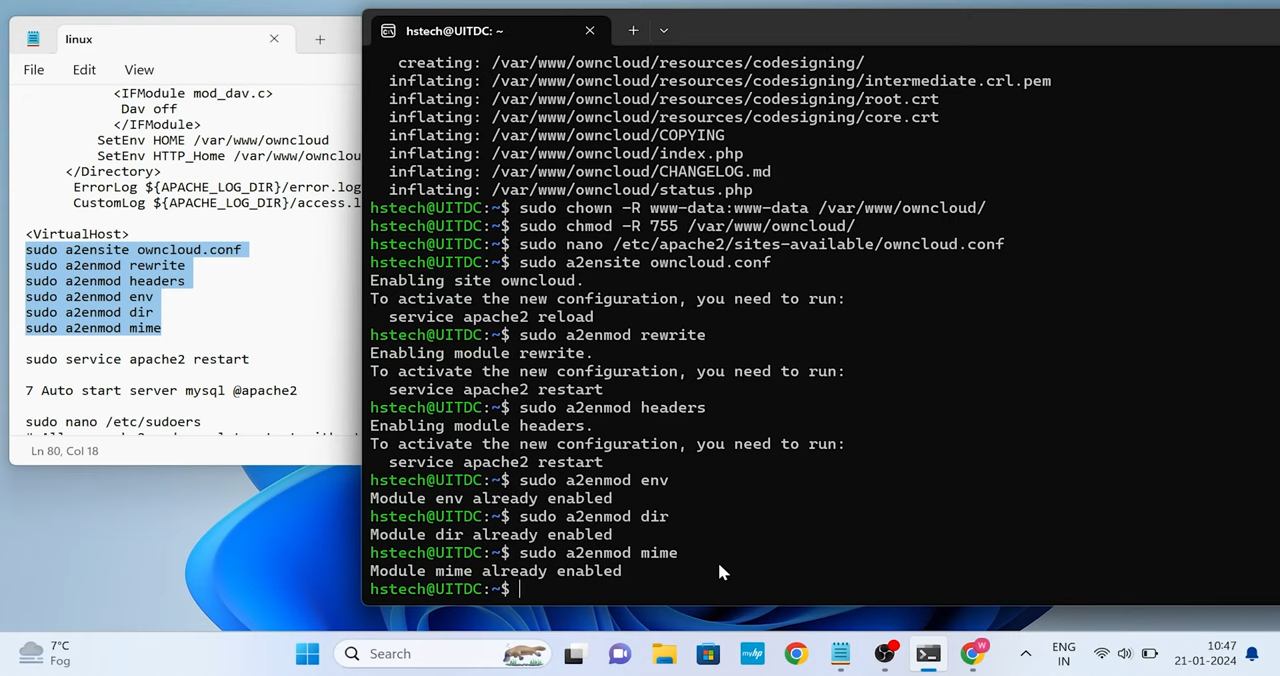 linux
File Edit View
<IFModule mod_dav.c>
Dav off
</IFModule>
SetEnv HOME /var/www/owncloud
SetEnv HTTP_Home /var/www/ownclou
</Directory>
ErrorLog ${APACHE_LOG_DIR}/error.log
CustomLog ${APACHE_LOG_DIR}/access.l
<VirtualHost>
sudo a2ensite owncloud.conf
sudo a2enmod rewrite
sudo a2enmod headers
sudo a2enmod env
sudo a2enmod dir
sudo a2enmod mime
sudo service apache2 restart
7 Auto start server mysql @apache2
sudo nano /etc/sudoers
Ln 80, Col 18
hstech@UITDC: ~
creating: /var/www/owncloud/resources/codesigning/
inflating: /var/www/owncloud/resources/codesigning/intermediate.crl.pem
inflating: /var/www/owncloud/resources/codesigning/root.crt
inflating: /var/www/owncloud/resources/codesigning/core.crt
inflating: /var/www/owncloud/COPYING
inflating: /var/www/owncloud/index.php
inflating: /var/www/owncloud/CHANGELOG.md
inflating: /var/www/owncloud/status.php
hstech@UITDC:~$ sudo chown -R www-data:www-data /var/www/owncloud/
hstech@UITDC:~$ sudo chmod -R 755 /var/www/owncloud/
hstech@UITDC:~$ sudo nano /etc/apache2/sites-available/owncloud.conf
hstech@UITDC:~$ sudo a2ensite owncloud.conf
Enabling site owncloud.
To activate the new configuration, you need to run:
service apache2 reload
hstech@UITDC:~$ sudo a2enmod rewrite
Enabling module rewrite.
To activate the new configuration, you need to run:
service apache2 restart
hstech@UITDC:~$ sudo a2enmod headers
Enabling module headers.
To activate the new configuration, you need to run:
service apache2 restart
hstech@UITDC:~$ sudo a2enmod env
Module env already enabled
hstech@UITDC:~$ sudo a2enmod dir
Module dir already enabled
hstech@UITDC:~$ sudo a2enmod mime
Module mime already enabled
hstech@UITDC:~$
7°C
Fog
Search
myhp
W
ENG
IN
10:47
21-01-2024